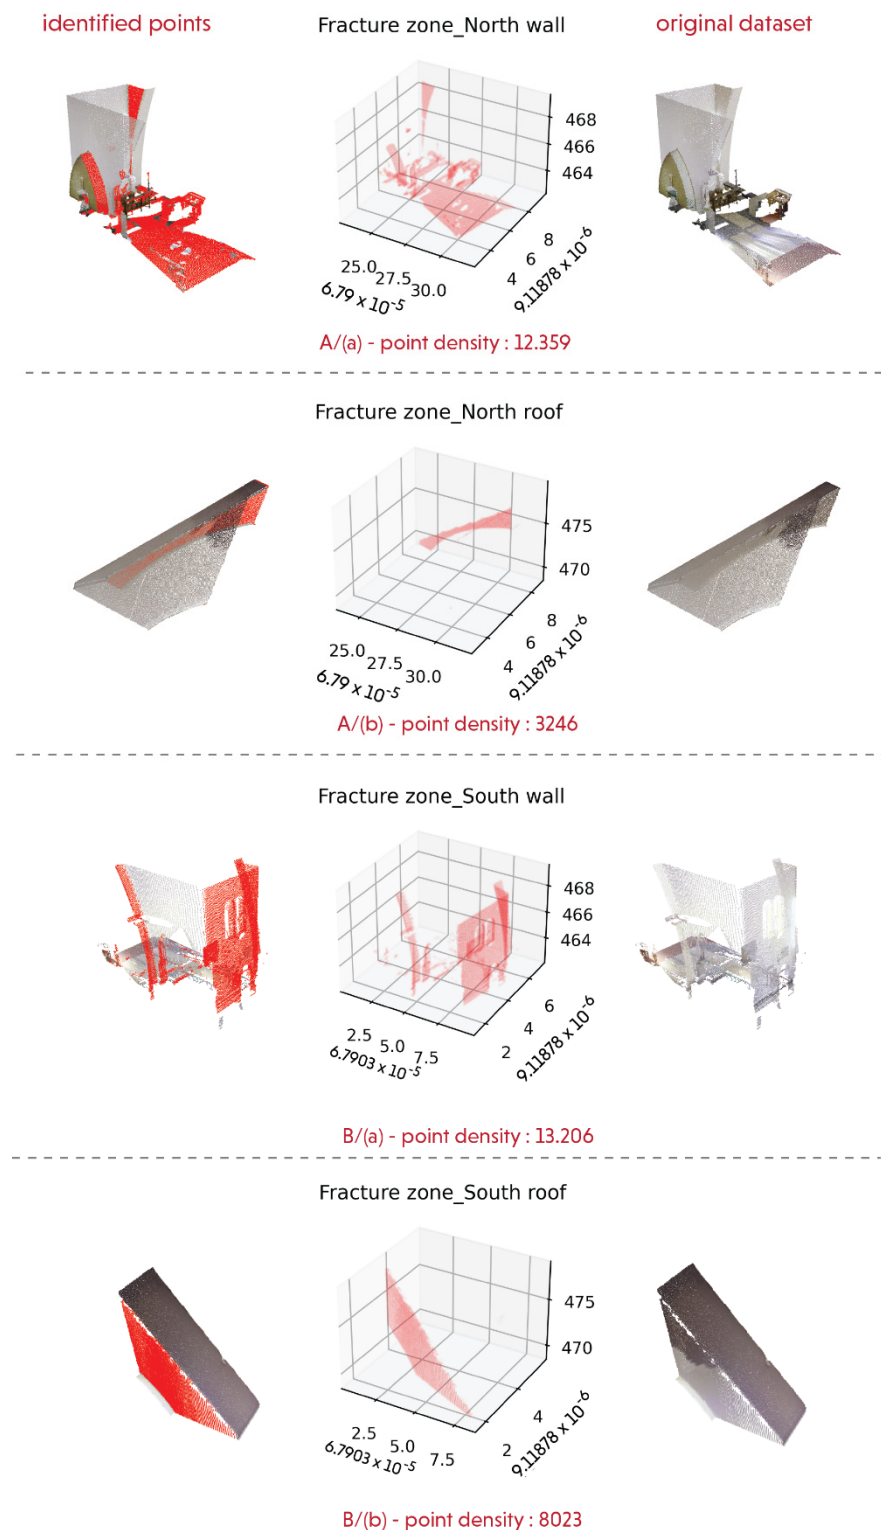 identified points
Fracture zone_North wall
original dataset
468
466
464
25.0 27.5 30.0
6.79 x 10⁻⁵
4 6 8
9.11878 x 10⁻⁶
A/(a) - point density : 12.359
Fracture zone_North roof
475
470
25.0 27.5 30.0
6.79 x 10⁻⁵
4 6 8
9.11878 x 10⁻⁶
A/(b) - point density : 3246
Fracture zone_South wall
468
466
464
2.5 5.0 7.5
6.7903 x 10⁻⁵
2 4 6
9.11878 x 10⁻⁶
B/(a) - point density : 13.206
Fracture zone_South roof
475
470
2.5 5.0 7.5
6.7903 x 10⁻⁵
2 4
9.11878 x 10⁻⁶
B/(b) - point density : 8023